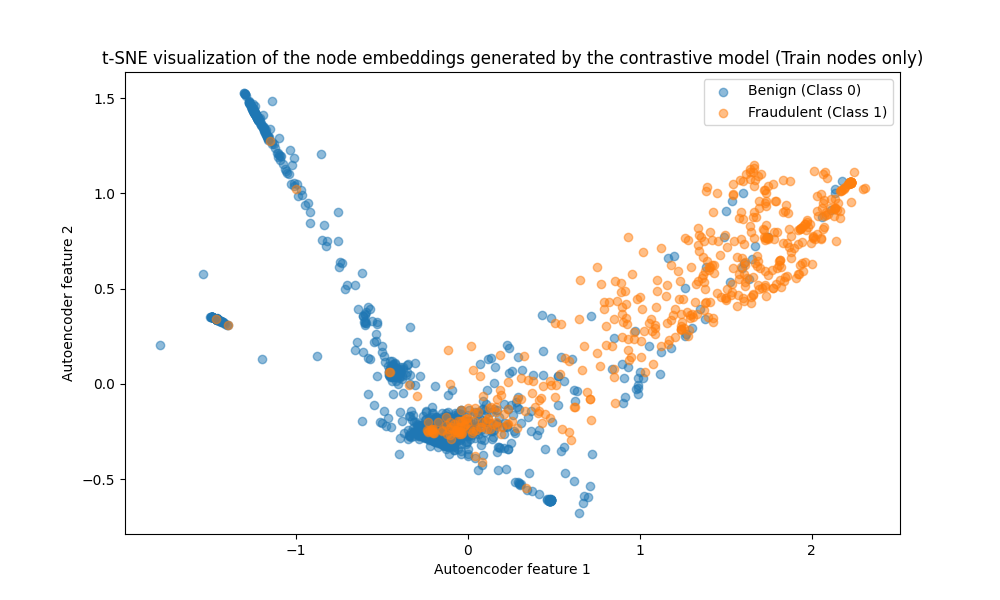 t-SNE visualization of the node embeddings generated by the contrastive model (Train nodes only)
Benign (Class 0)
Fraudulent (Class 1)
1.5
1.0
0.5
0.0
−0.5
Autoencoder feature 2
−1
0
1
2
Autoencoder feature 1